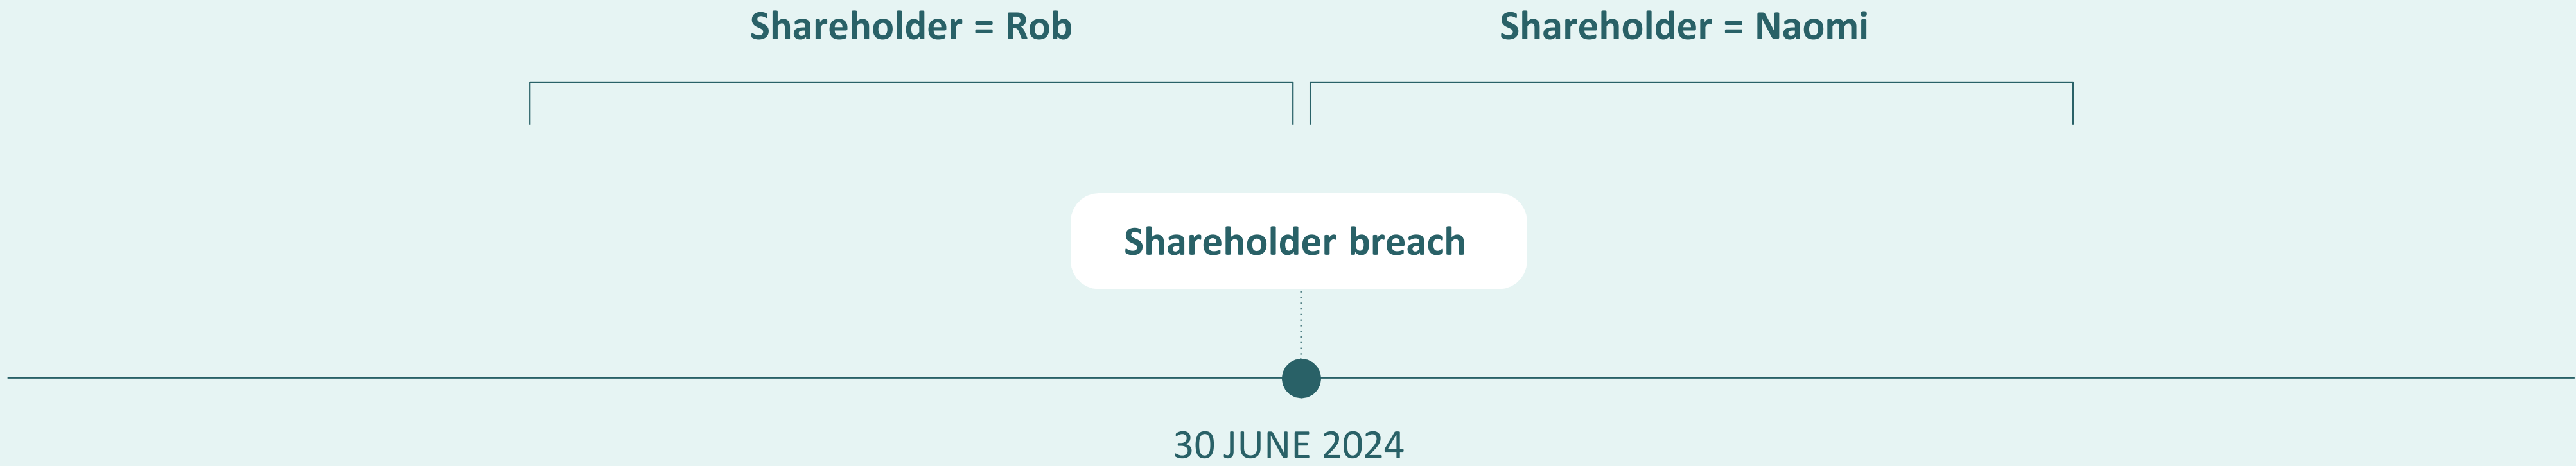 Shareholder = Rob
Shareholder = Naomi
Shareholder breach
30 JUNE 2024